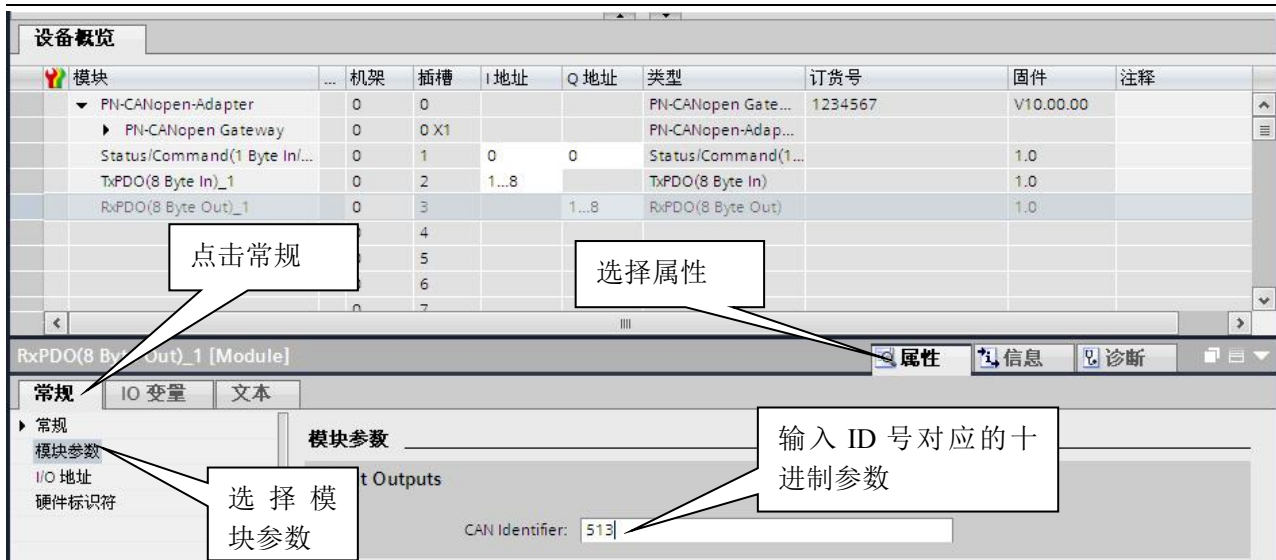 设备概览
模块 ... 机架 插槽 I 地址 Q 地址 类型 订货号 固件 注释
PN-CANopen-Adapter 0 0 PN-CANopen Gate... 1234567 V10.00.00
PN-CANopen Gateway 0 0 X1 PN-CANopen-Adap...
Status/Command(1 Byte In/... 0 1 0 0 Status/Command(1... 1.0
TxPDO(8 Byte In)_1 0 2 1...8 TxPDO(8 Byte In) 1.0
RxPDO(8 Byte Out)_1 0 3 1...8 RxPDO(8 Byte Out) 1.0
4
5
6
7
点击常规
选择属性
RxPDO(8 Byte Out)_1 [Module]
属性 信息 诊断
常规 IO 变量 文本
常规
模块参数
I/O 地址
硬件标识符
选择模
块参数
模块参数
t Outputs
CAN Identifier: 513
输入 ID 号对应的十
进制参数